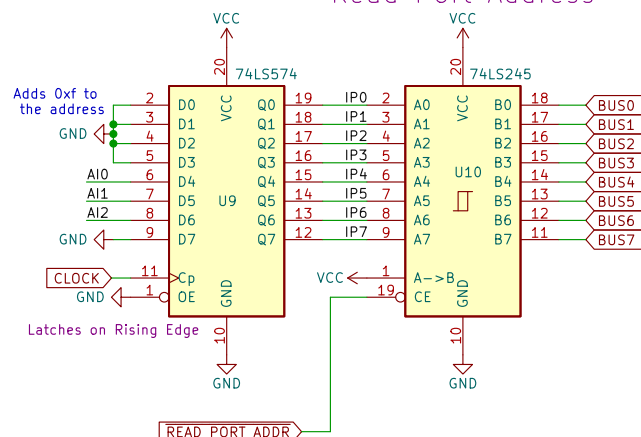 Read Port Address
VCC VCC
20 74LS574 20 74LS245
Adds 0xf to
the address
GND
2 D0 VCC Q0 19 IP0 2 A0 VCC B0 18 BUS0
3 D1 Q1 18 IP1 3 A1 B1 17 BUS1
4 D2 Q2 17 IP2 4 A2 B2 16 BUS2
5 D3 Q3 16 IP3 5 A3 B3 15 BUS3
AI0 6 D4 Q4 15 IP4 6 A4 U10 B4 14 BUS4
AI1 7 D5 U9 Q5 14 IP5 7 A5 B5 13 BUS5
AI2 8 D6 Q6 13 IP6 8 A6 B6 12 BUS6
GND 9 D7 Q7 12 IP7 9 A7 B7 11 BUS7
CLOCK 11 Cp VCC 1 A->B
GND 1 OE GND 19 CE GND
Latches on Rising Edge
10 10
GND GND
READ PORT ADDR